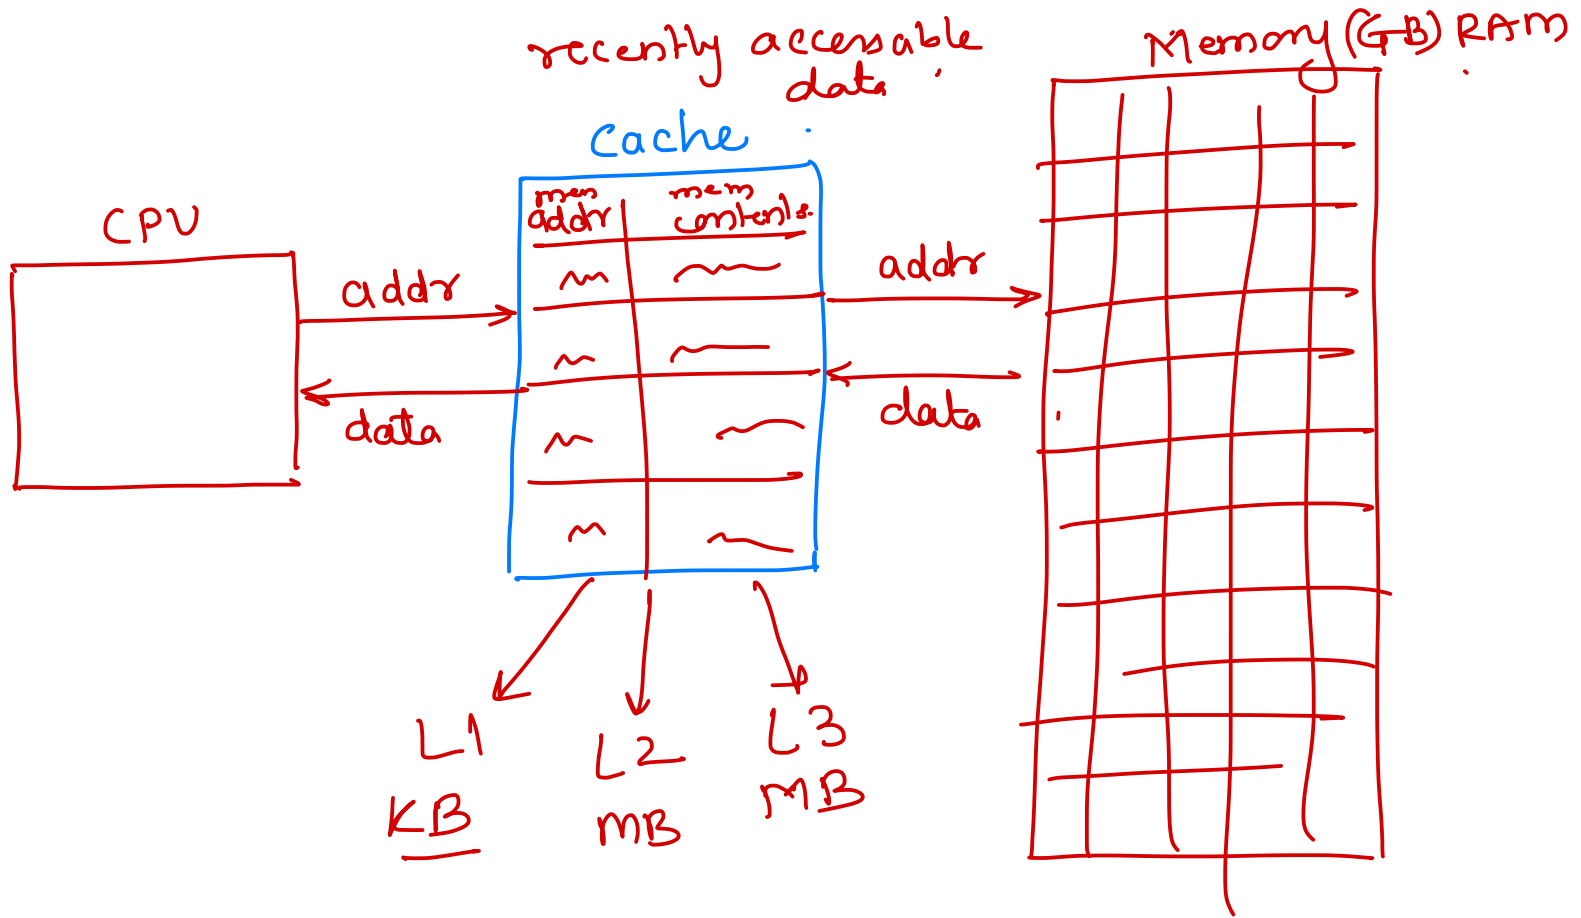 recently accessable
data
Memory (GB) RAM
Cache
CPU
mem
addr
mem
contents
addr
data
addr
data
L1
KB
L2
MB
L3
MB